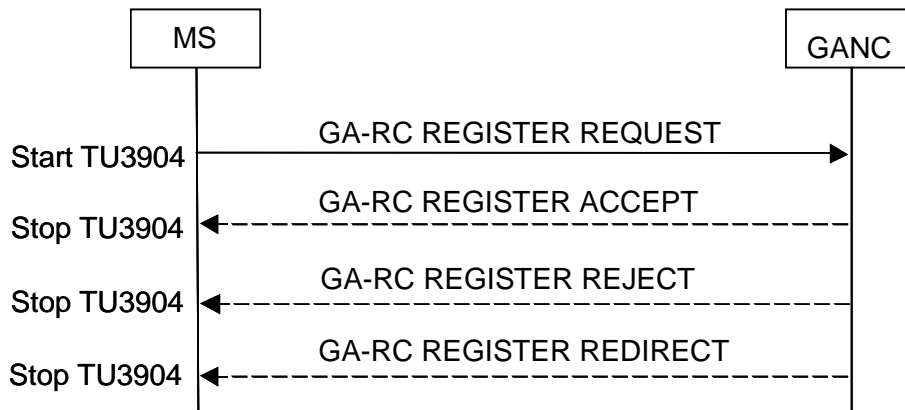 MS
GANC
GA-RC REGISTER REQUEST
Start TU3904
GA-RC REGISTER ACCEPT
Stop TU3904
GA-RC REGISTER REJECT
Stop TU3904
GA-RC REGISTER REDIRECT
Stop TU3904